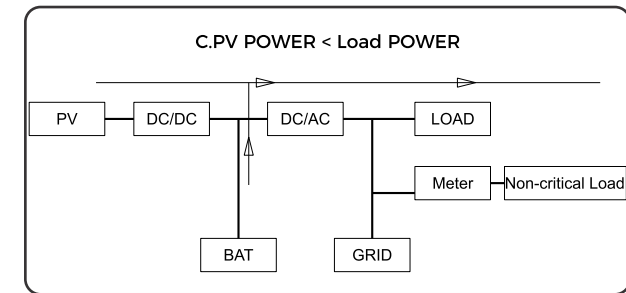 C.PV POWER < Load POWER
PV
DC/DC
DC/AC
LOAD
Meter
Non-critical Load
BAT
GRID